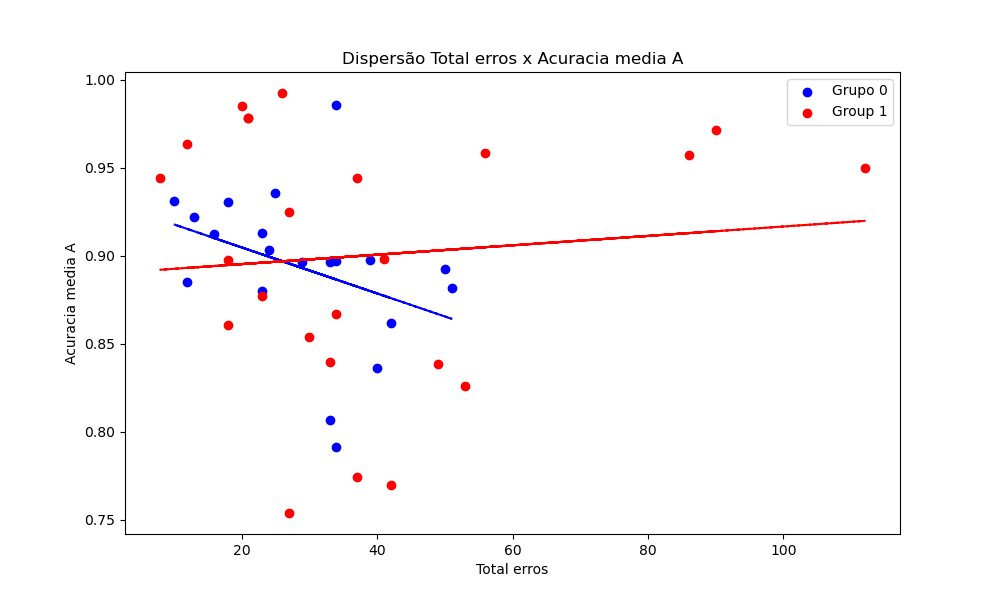 Dispersão Total erros x Acuracia media A
Grupo 0
Group 1
Acuracia media A
1.00
0.95
0.90
0.85
0.80
0.75
20
40
60
80
100
Total erros